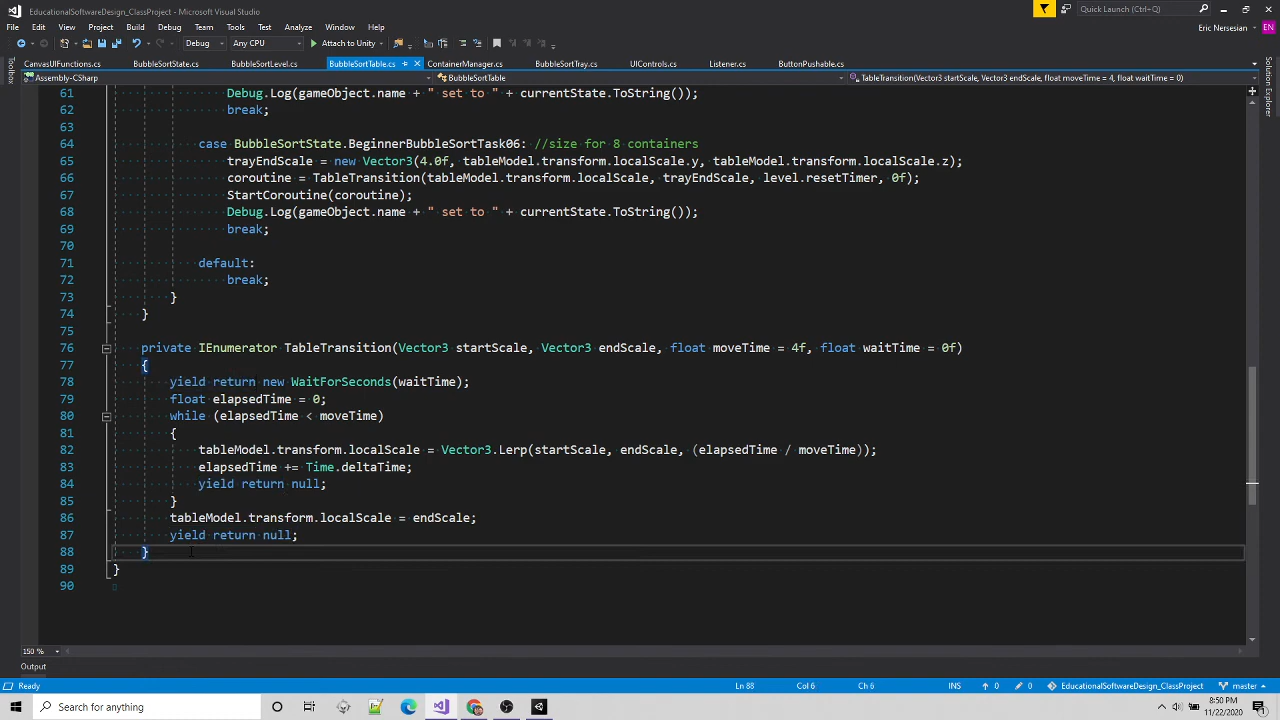 EducationalSoftwareDesign_ClassProject - Microsoft Visual Studio
Quick Launch (Ctrl+Q)
File Edit View Project Build Debug Team Tools Test Analyze Window Help
Eric Nersesian EN
Debug Any CPU Attach to Unity
CanvasUIFunctions.cs BubbleSortState.cs BubbleSortLevel.cs BubbleSortTable.cs ContainerManager.cs BubbleSortTray.cs UIControls.cs Listener.cs ButtonPushable.cs
Assembly-CSharp BubbleSortTable TableTransition(Vector3 startScale, Vector3 endScale, float moveTime = 4, float waitTime = 0)
Toolbox
Solution Explorer
61 Debug.Log(gameObject.name + " set to " + currentState.ToString());
62 break;
63
64 case BubbleSortState.BeginnerBubbleSortTask06: //size for 8 containers
65 trayEndScale = new Vector3(4.0f, tableModel.transform.localScale.y, tableModel.transform.localScale.z);
66 coroutine = TableTransition(tableModel.transform.localScale, trayEndScale, level.resetTimer, 0f);
67 StartCoroutine(coroutine);
68 Debug.Log(gameObject.name + " set to " + currentState.ToString());
69 break;
70
71 default:
72 break;
73 }
74 }
75
76 private IEnumerator TableTransition(Vector3 startScale, Vector3 endScale, float moveTime = 4f, float waitTime = 0f)
77 {
78 yield return new WaitForSeconds(waitTime);
79 float elapsedTime = 0;
80 while (elapsedTime < moveTime)
81 {
82 tableModel.transform.localScale = Vector3.Lerp(startScale, endScale, (elapsedTime / moveTime));
83 elapsedTime += Time.deltaTime;
84 yield return null;
85 }
86 tableModel.transform.localScale = endScale;
87 yield return null;
88 }
89 }
90
150 %
Output
Ready Ln 88 Col 6 Ch 6 INS 0 0 EducationalSoftwareDesign_ClassProject master
Search for anything
8:50 PM
11/22/2020